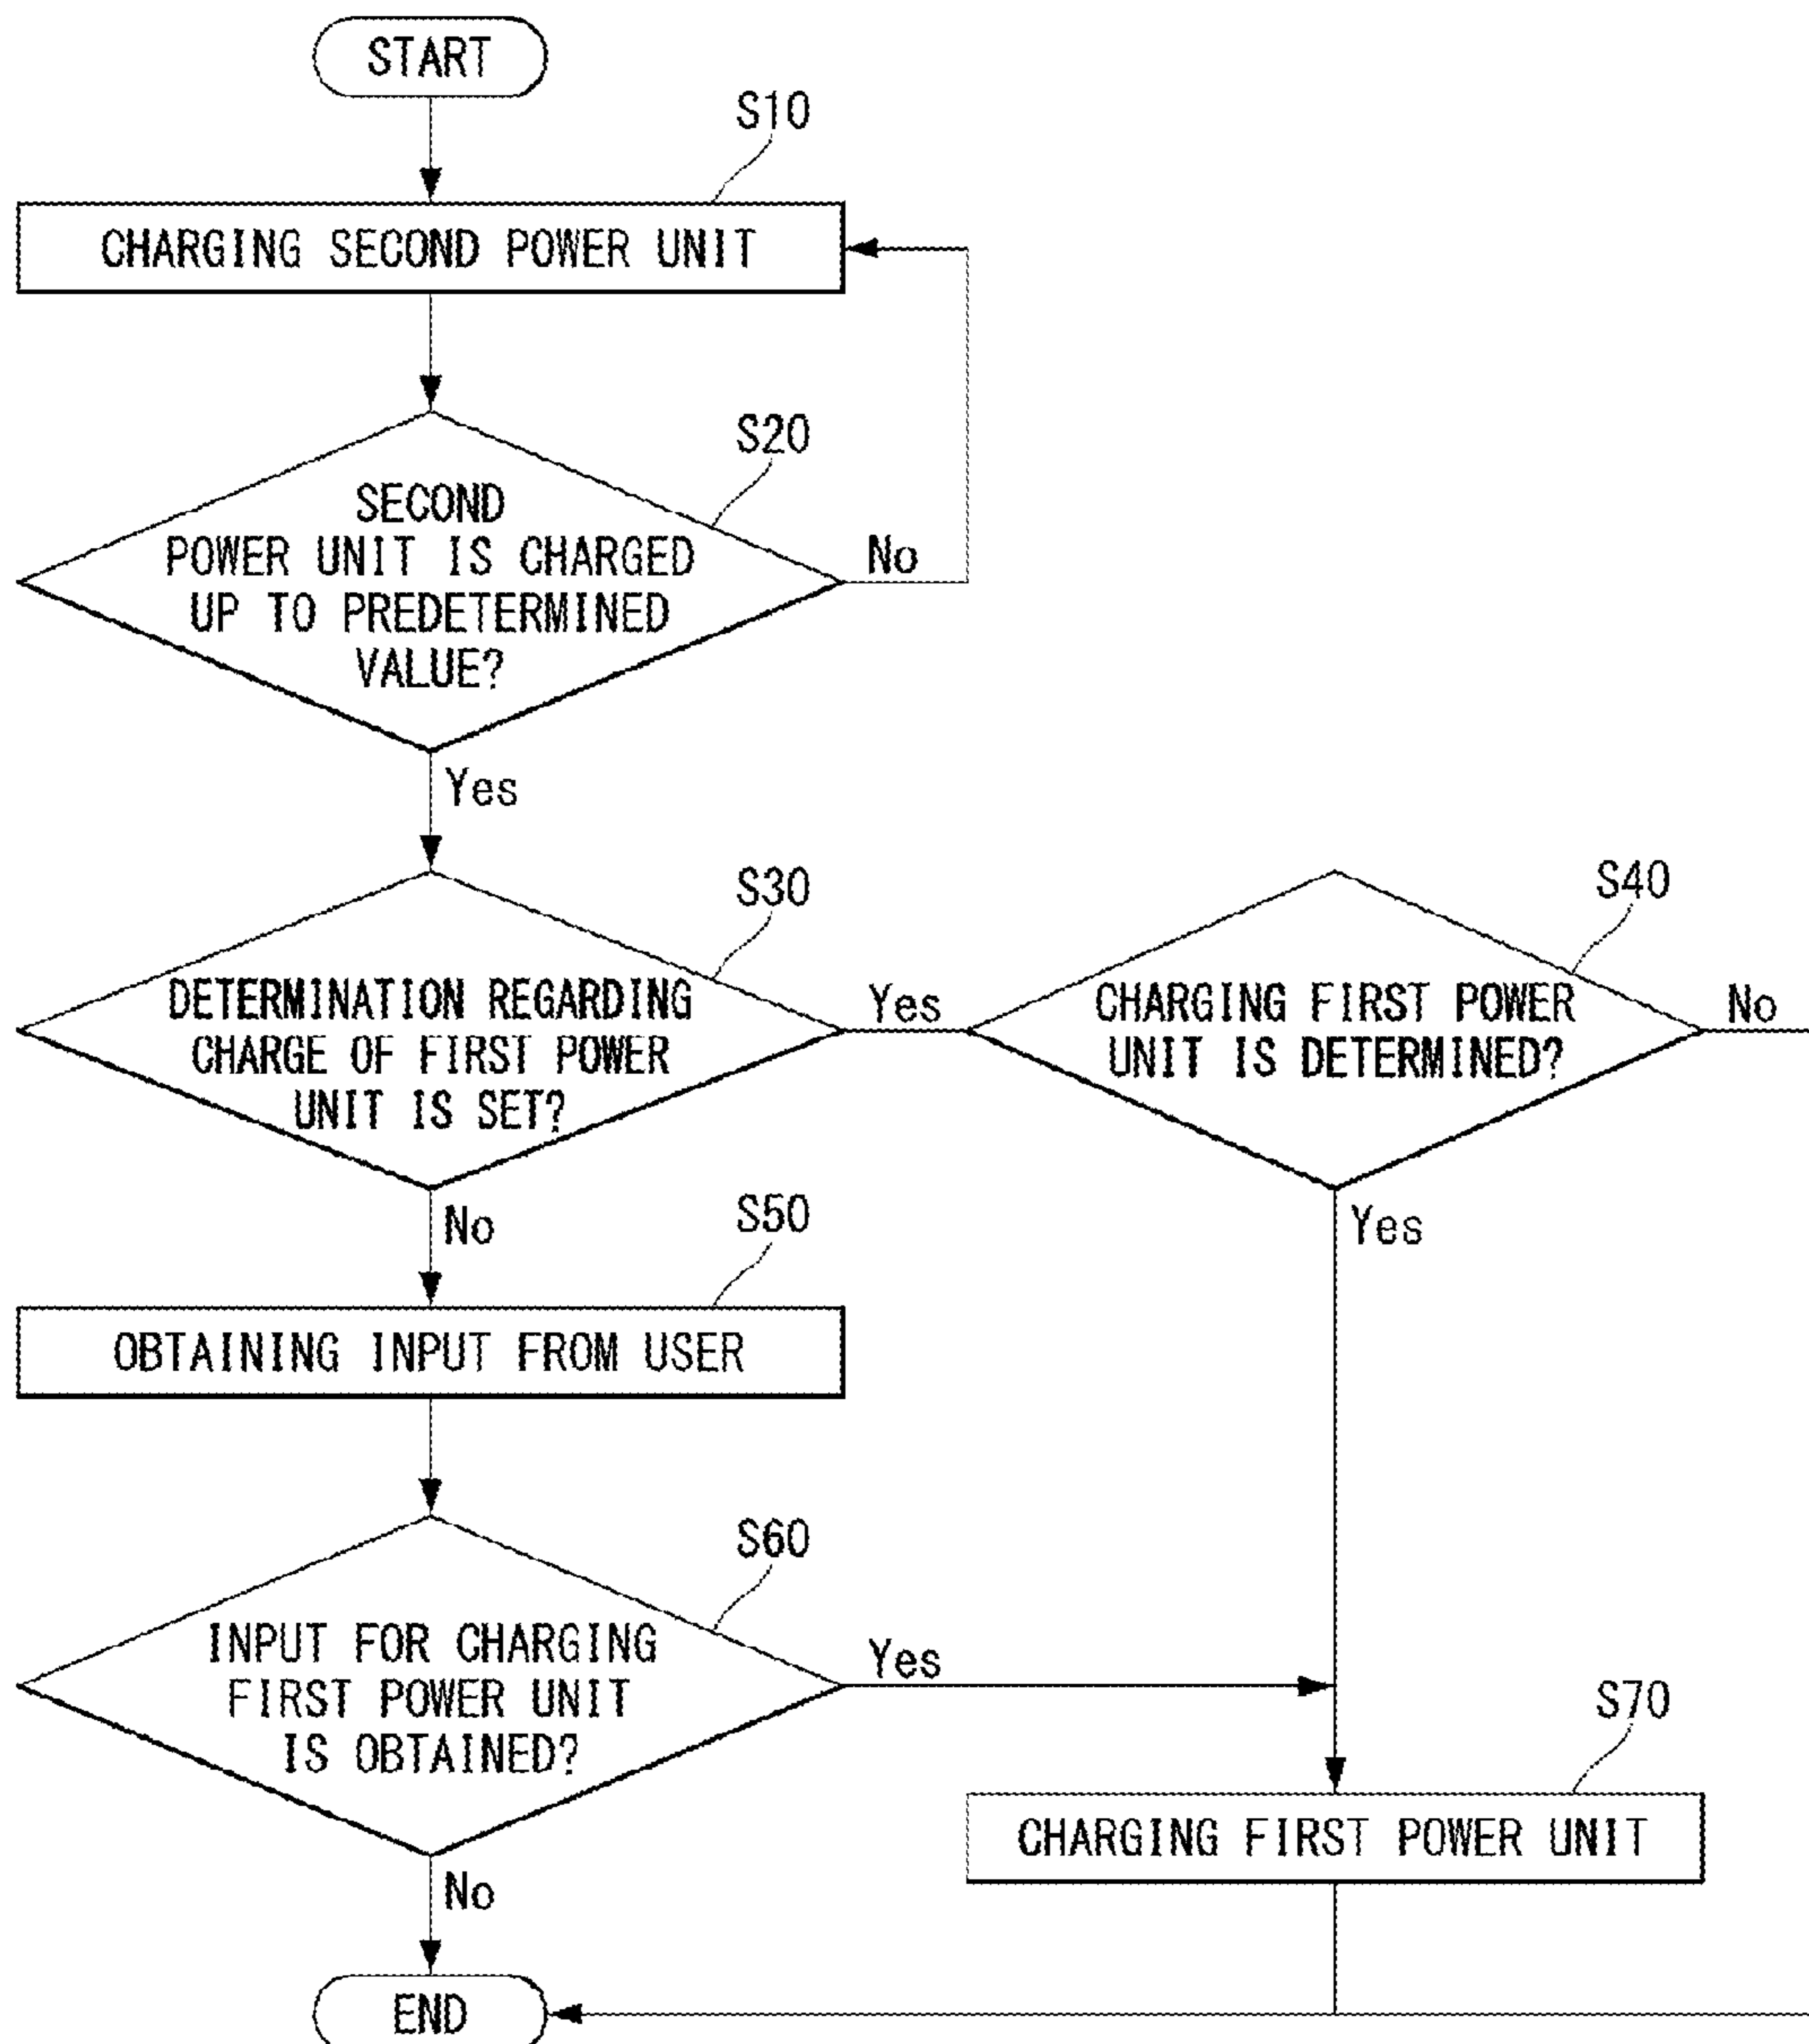 START
S10
CHARGING SECOND POWER UNIT
S20
SECOND
POWER UNIT IS CHARGED
UP TO PREDETERMINED
VALUE?
No
Yes
S30
DETERMINATION REGARDING
CHARGE OF FIRST POWER
UNIT IS SET?
Yes
S40
CHARGING FIRST POWER
UNIT IS DETERMINED?
No
No
Yes
S50
OBTAINING INPUT FROM USER
S60
INPUT FOR CHARGING
FIRST POWER UNIT
IS OBTAINED?
Yes
S70
CHARGING FIRST POWER UNIT
No
END